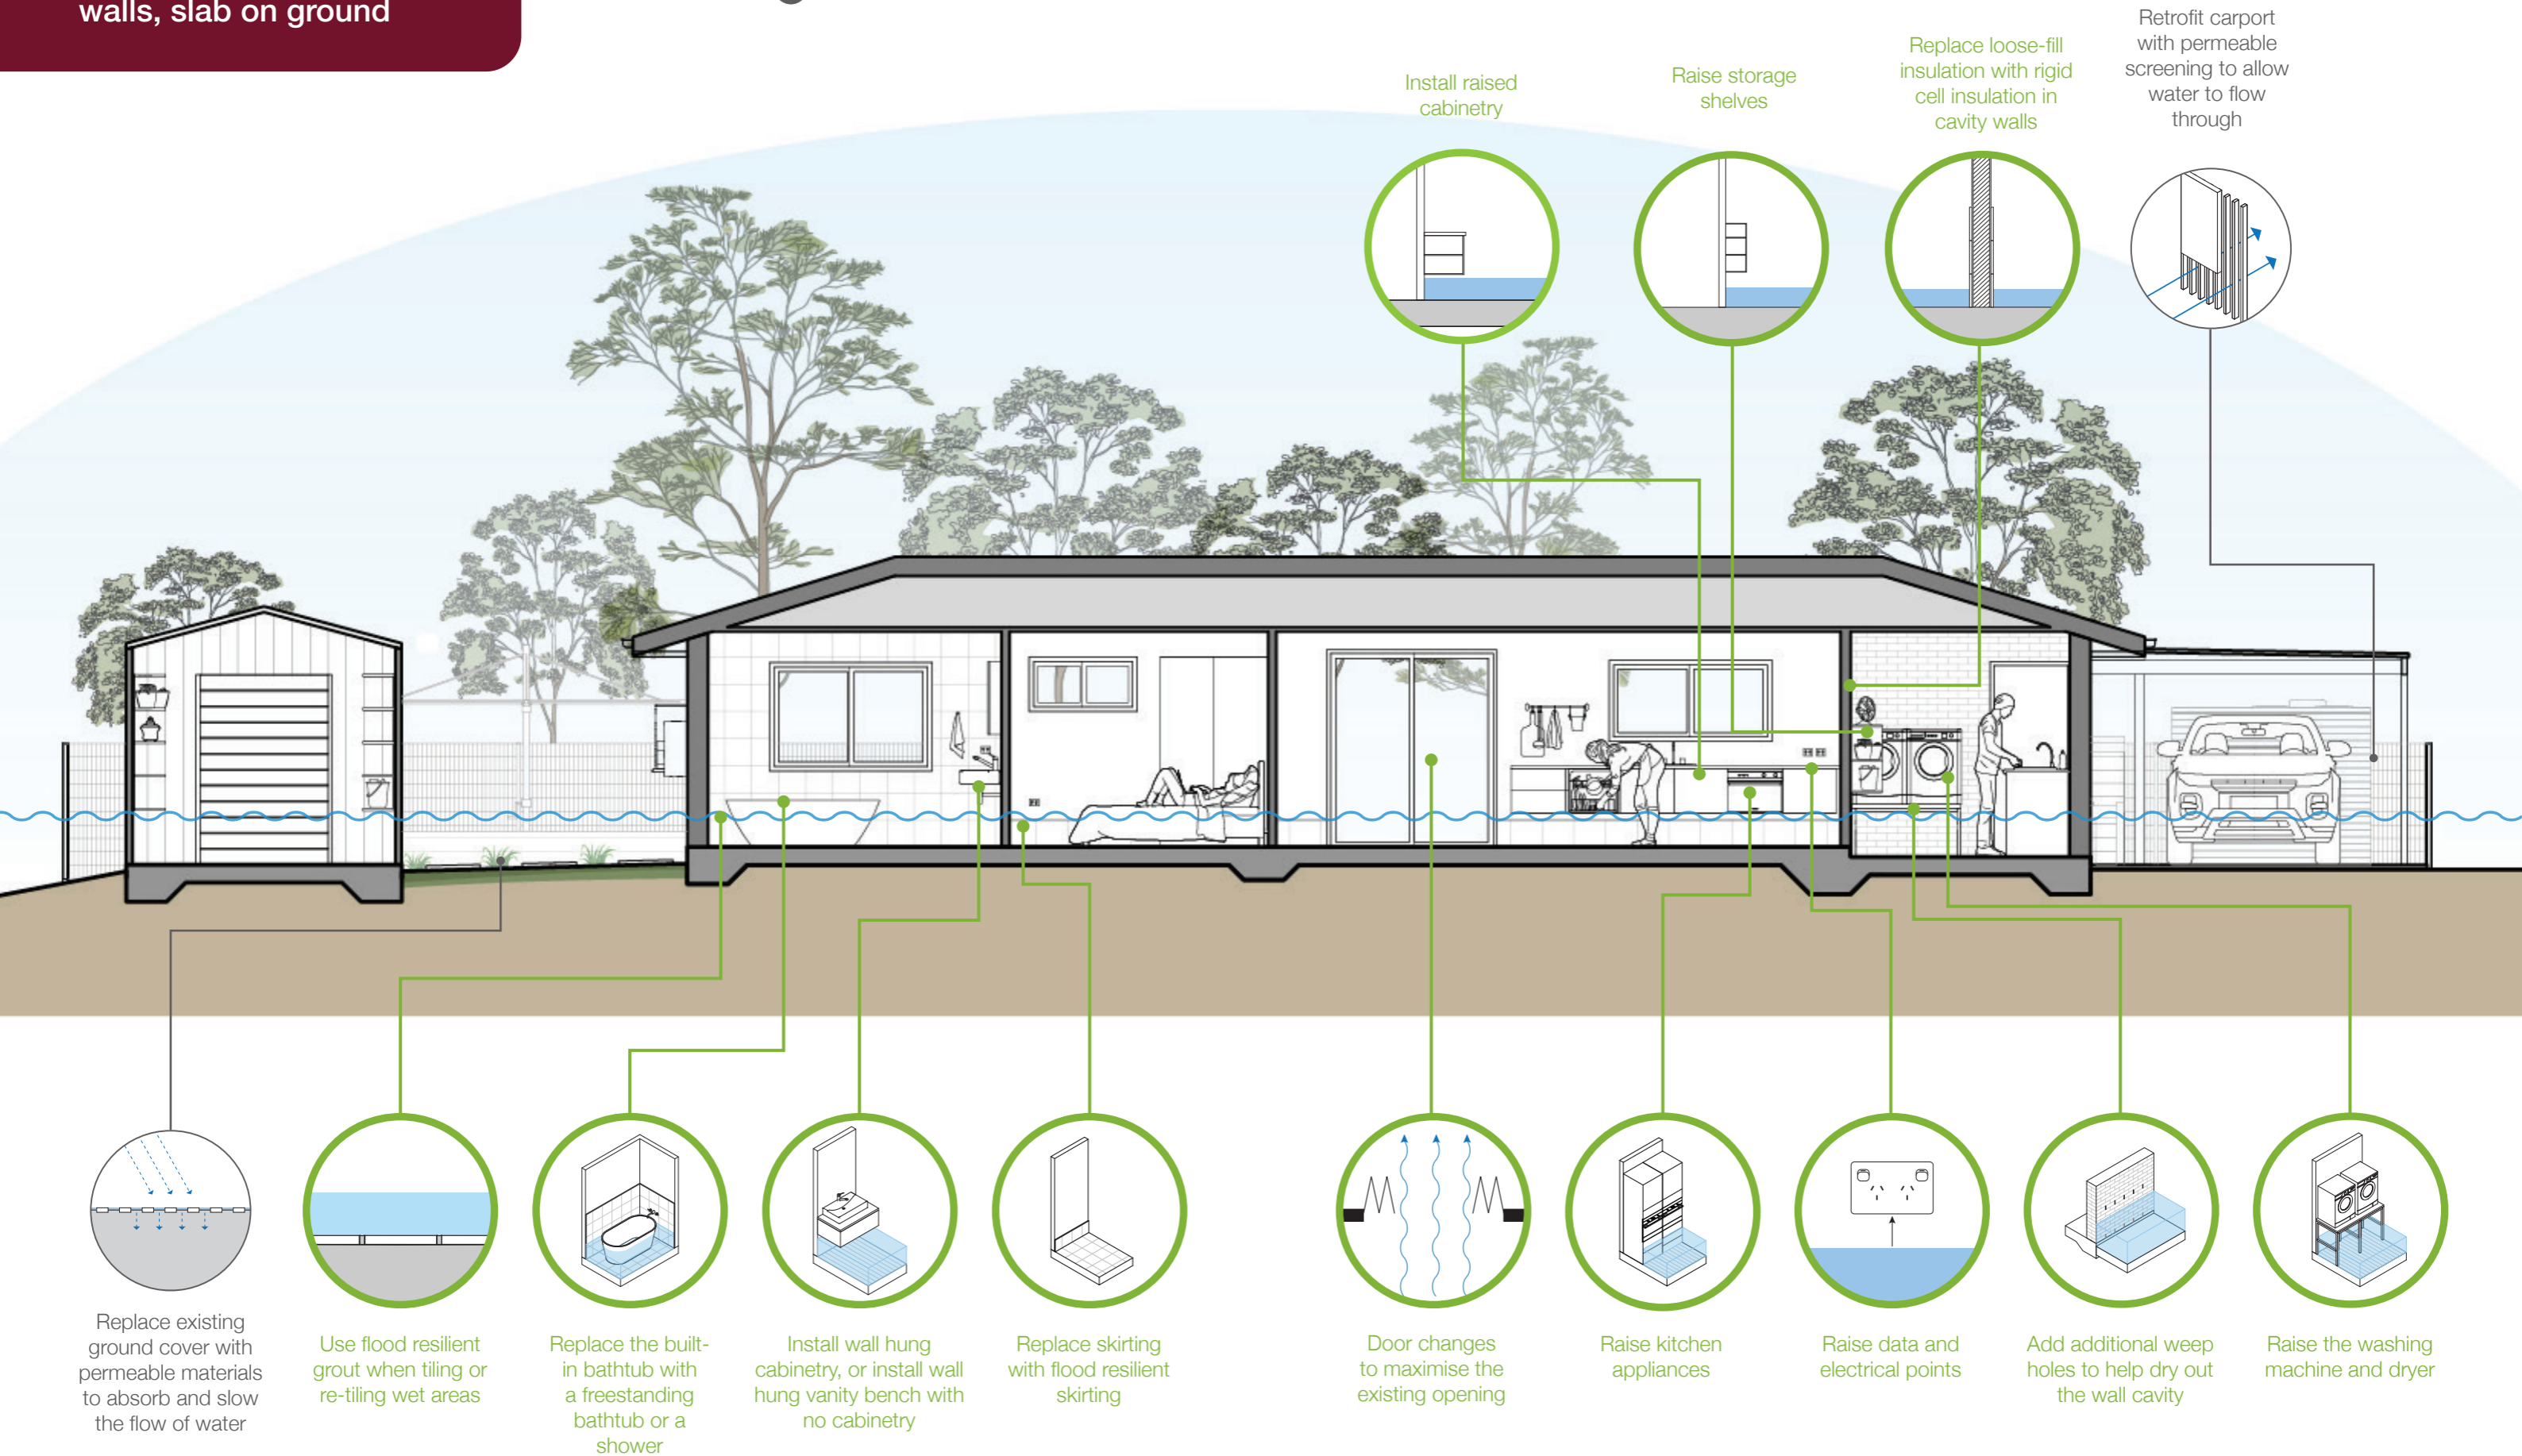 walls, slab on ground
Install raised
cabinetry
Raise storage
shelves
Replace loose-fill
insulation with rigid
cell insulation in
cavity walls
Retrofit carport
with permeable
screening to allow
water to flow
through
Replace existing
ground cover with
permeable materials
to absorb and slow
the flow of water
Use flood resilient
grout when tiling or
re-tiling wet areas
Replace the built-
in bathtub with
a freestanding
bathtub or a
shower
Install wall hung
cabinetry, or install wall
hung vanity bench with
no cabinetry
Replace skirting
with flood resilient
skirting
Door changes
to maximise the
existing opening
Raise kitchen
appliances
Raise data and
electrical points
Add additional weep
holes to help dry out
the wall cavity
Raise the washing
machine and dryer